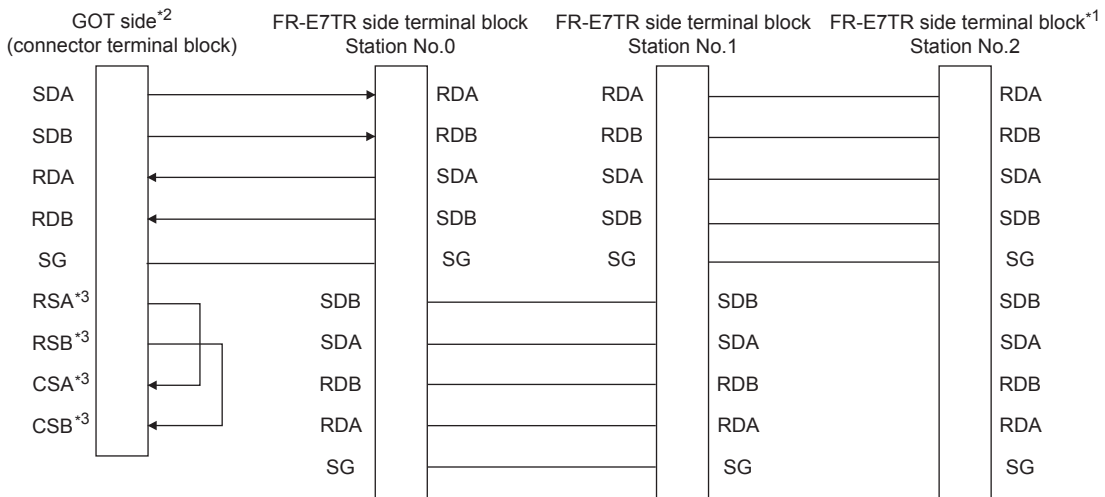 GOT side*2
(connector terminal block)
FR-E7TR side terminal block
Station No.0
FR-E7TR side terminal block
Station No.1
FR-E7TR side terminal block*1
Station No.2
SDA RDA RDA RDA
SDB RDB RDB RDB
RDA SDA SDA SDA
RDB SDB SDB SDB
SG SG SG SG
RSA*3 SDB SDB SDB
RSB*3 SDA SDA SDA
CSA*3 RDB RDB RDB
CSB*3 RDA RDA RDA
SG SG SG